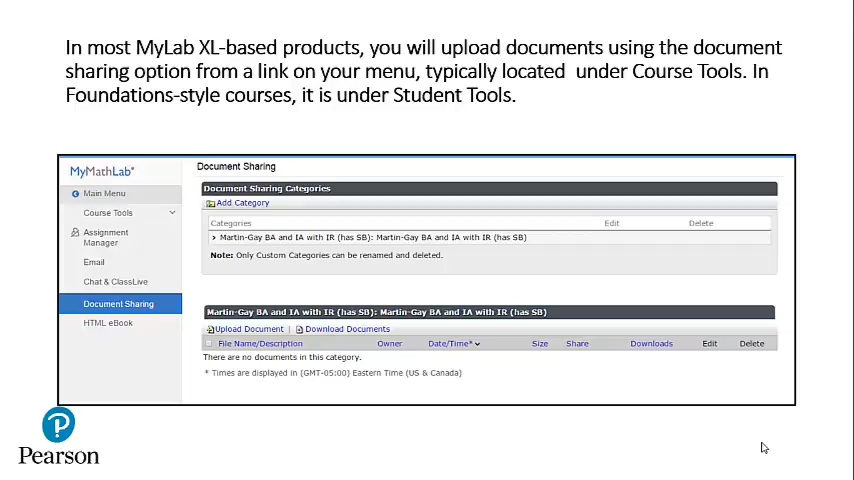 In most MyLab XL-based products, you will upload documents using the document
sharing option from a link on your menu, typically located under Course Tools. In
Foundations-style courses, it is under Student Tools.
MyMathLab®
Main Menu
Course Tools
Assignment
Manager
Email
Chat & ClassLive
Document Sharing
HTML eBook
Document Sharing
Document Sharing Categories
Add Category
Categories Edit Delete
Martin-Gay BA and IA with IR (has SB): Martin-Gay BA and IA with IR (has SB)
Note: Only Custom Categories can be renamed and deleted.
Martin-Gay BA and IA with IR (has SB): Martin-Gay BA and IA with IR (has SB)
Upload Document | Download Documents
File Name/Description Owner Date/Time* Size Share Downloads Edit Delete
There are no documents in this category.
* Times are displayed in (GMT-05:00) Eastern Time (US & Canada)
P
Pearson